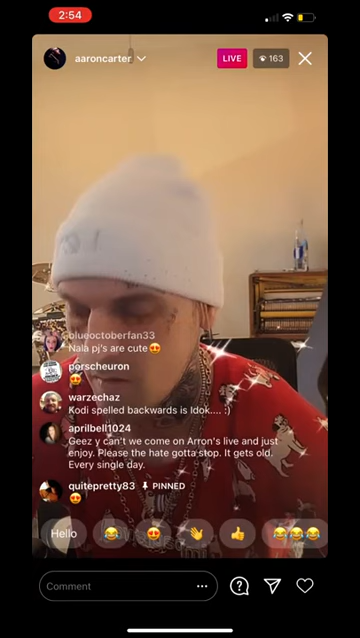 2:54
aaroncarter
LIVE
163
blueoctoberfan33
Nala pj's are cute😍
perscheuron
😍
warzechaz
Kodi spelled backwards is Idok.... :)
aprilbell1024
Geez y can't we come on Arron's live and just
enjoy. Please the hate gotta stop. It gets old.
Every single day.
quitepretty83 PINNED
😍
Hello 😂 😍 👋 👍 😂😂😂
Comment